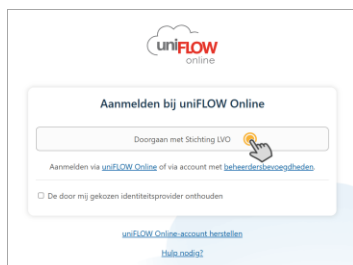 uniFLOW
online
Aanmelden bij uniFLOW Online
Doorgaan met Stichting LVO
Aanmelden via uniFLOW Online of via account met beheerdersbevoegdheden.
De door mij gekozen identiteitsprovider onthouden
uniFLOW Online-account herstellen
Hulp nodig?